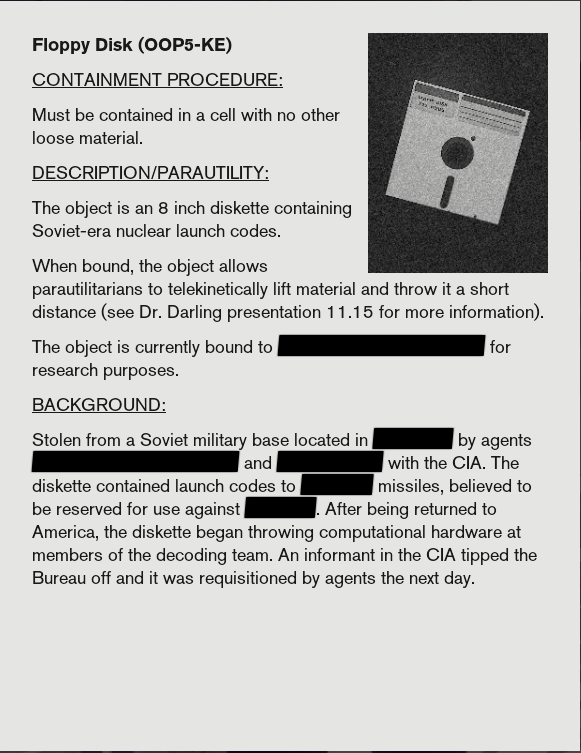 Floppy Disk (OOP5-KE)
CONTAINMENT PROCEDURE:
Must be contained in a cell with no other
loose material.
DESCRIPTION/PARAUTILITY:
The object is an 8 inch diskette containing
Soviet-era nuclear launch codes.
When bound, the object allows
parautilitarians to telekinetically lift material and throw it a short
distance (see Dr. Darling presentation 11.15 for more information).
The object is currently bound to for
research purposes.
BACKGROUND:
Stolen from a Soviet military base located in by agents
and with the CIA. The
diskette contained launch codes to missiles, believed to
be reserved for use against . After being returned to
America, the diskette began throwing computational hardware at
members of the decoding team. An informant in the CIA tipped the
Bureau off and it was requisitioned by agents the next day.